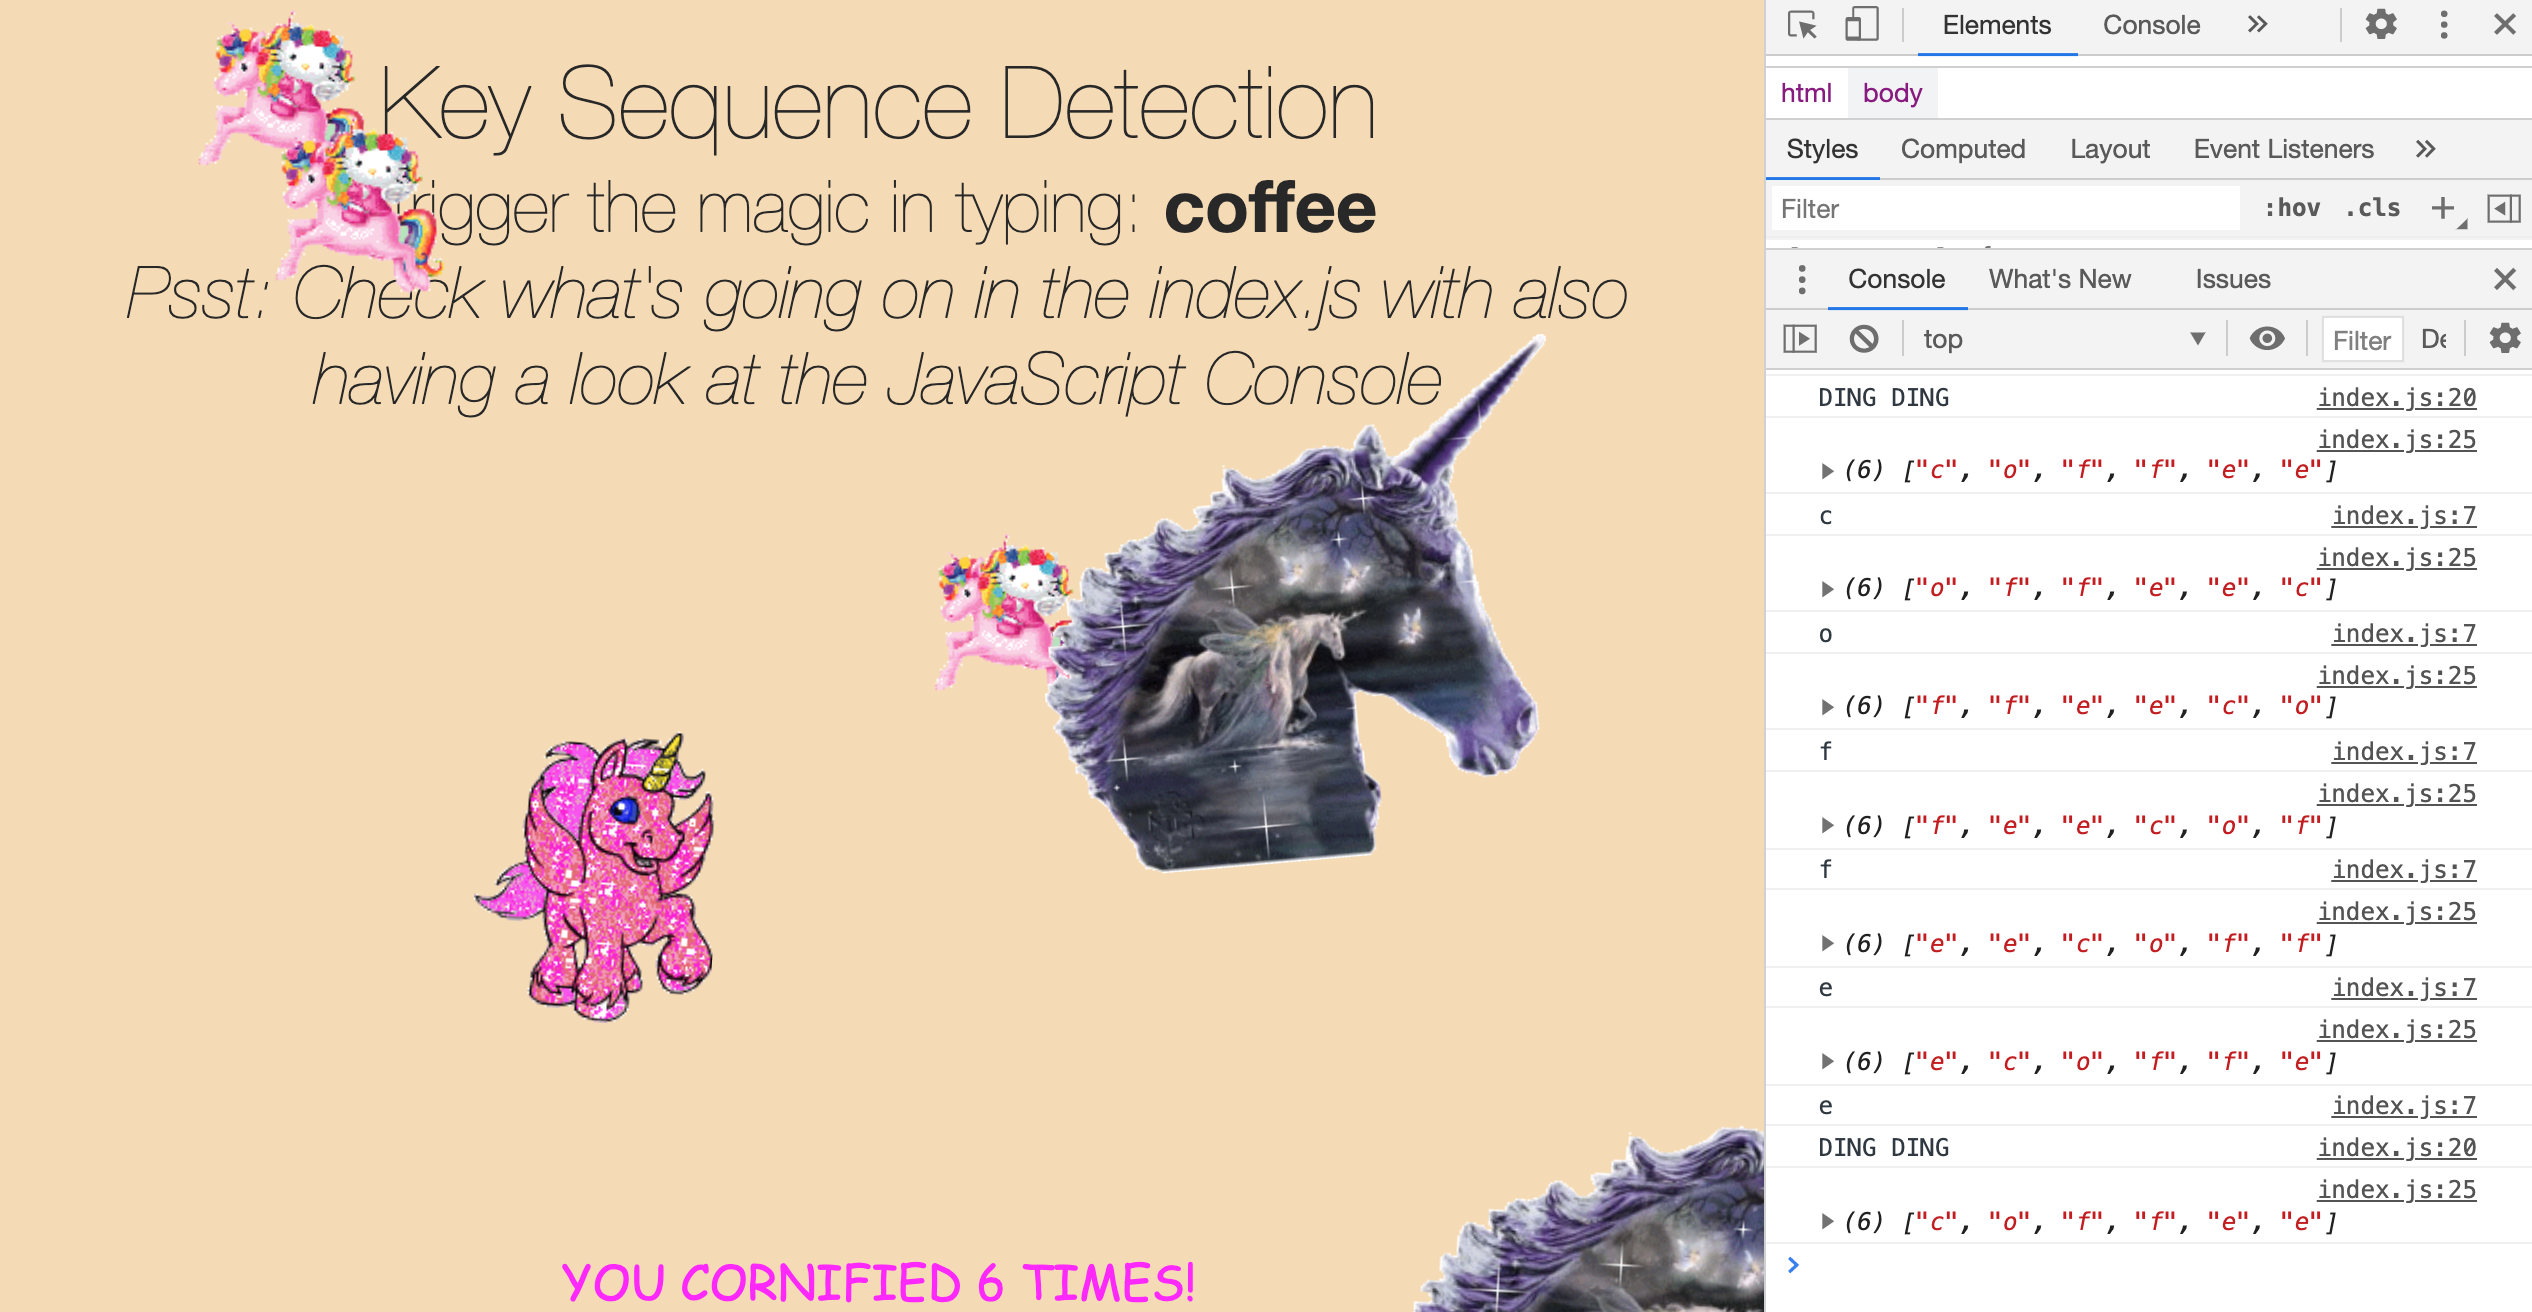 Key Sequence Detection
rigger the magic in typing: coffee
Psst: Check what's going on in the index.js with also
having a look at the JavaScript Console
YOU CORNIFIED 6 TIMES!
Elements Console »
html body
Styles Computed Layout Event Listeners »
Filter :hov .cls +
Console What's New Issues
top ▼ Filter De
DING DING index.js:20
index.js:25
(6) ["c", "o", "f", "f", "e", "e"]
c index.js:7
index.js:25
(6) ["o", "f", "f", "e", "e", "c"]
o index.js:7
index.js:25
(6) ["f", "f", "e", "e", "c", "o"]
f index.js:7
index.js:25
(6) ["f", "e", "e", "c", "o", "f"]
f index.js:7
index.js:25
(6) ["e", "e", "c", "o", "f", "f"]
e index.js:7
index.js:25
(6) ["e", "c", "o", "f", "f", "e"]
e index.js:7
DING DING index.js:20
index.js:25
(6) ["c", "o", "f", "f", "e", "e"]